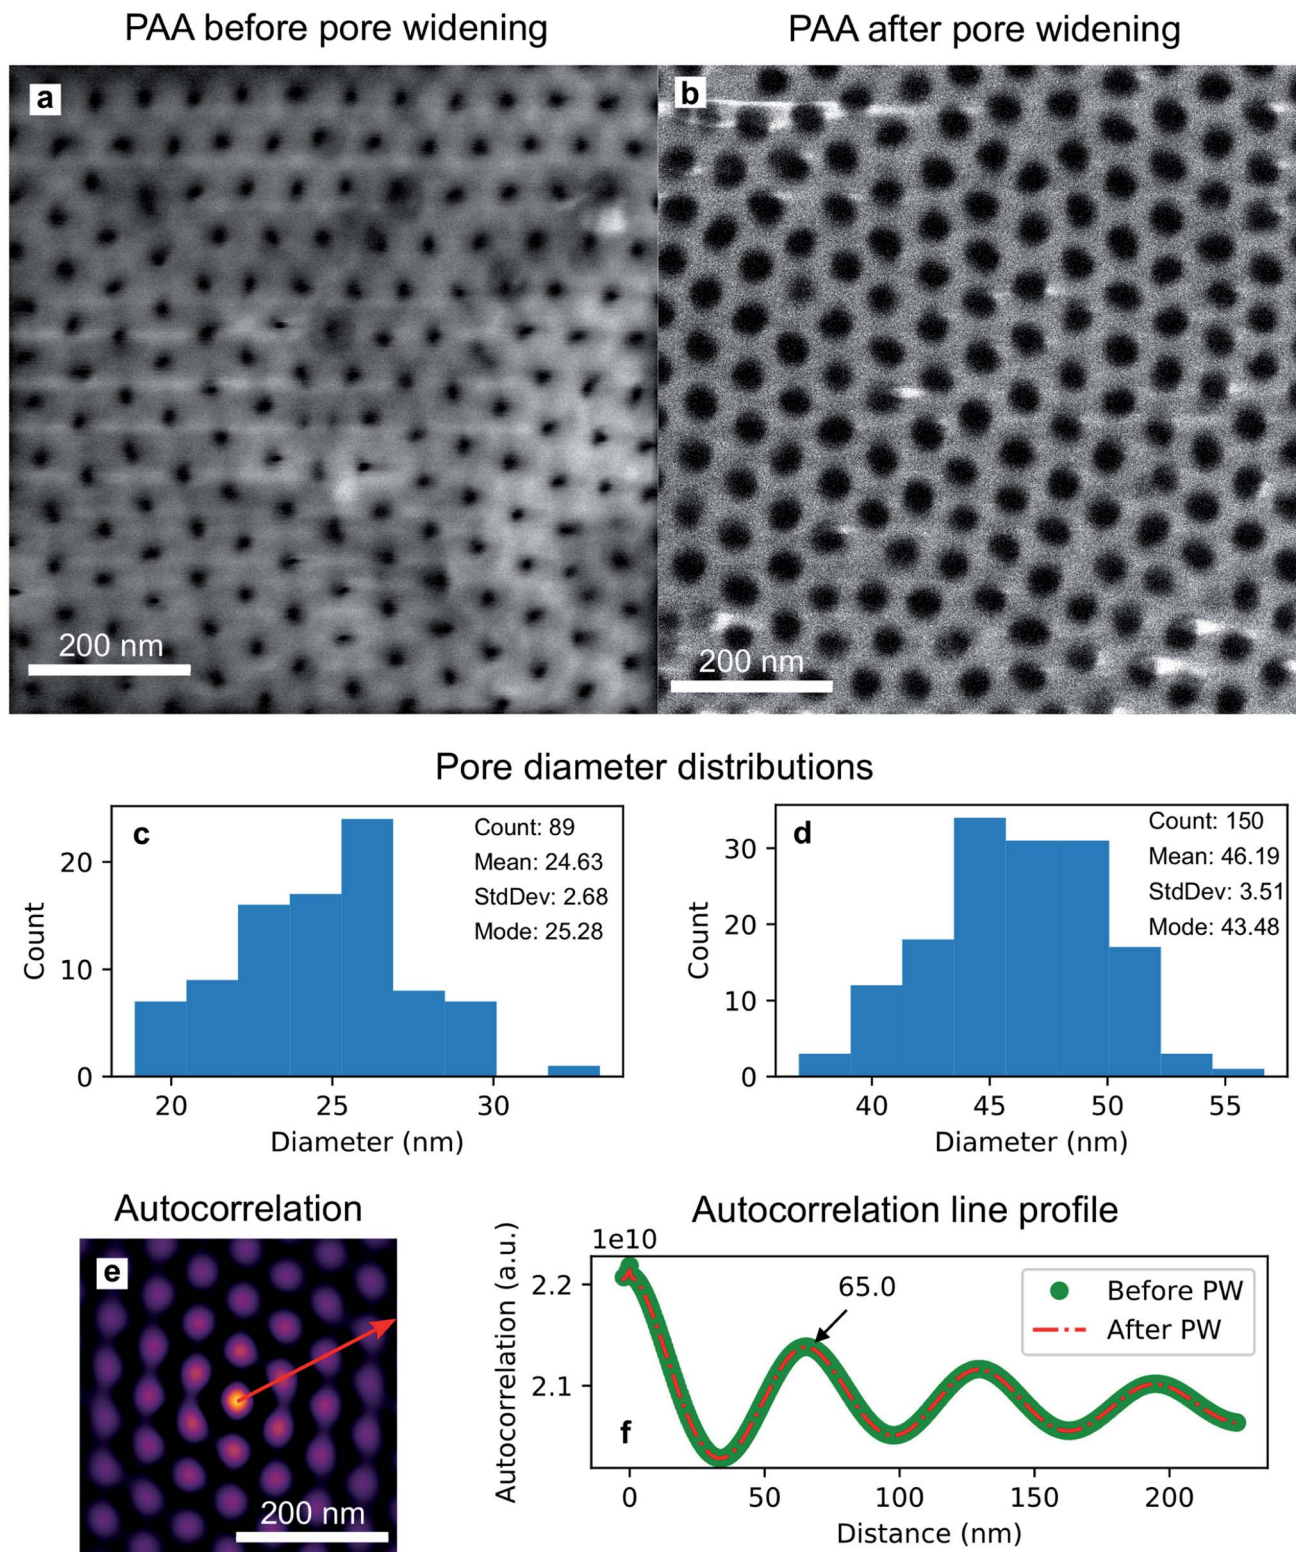 PAA before pore widening
PAA after pore widening
a
b
200 nm
200 nm
Pore diameter distributions
c
Count: 89
Mean: 24.63
StdDev: 2.68
Mode: 25.28
Count
20
10
0
20
25
30
Diameter (nm)
d
Count: 150
Mean: 46.19
StdDev: 3.51
Mode: 43.48
Count
30
20
10
0
40
45
50
55
Diameter (nm)
Autocorrelation
e
200 nm
Autocorrelation line profile
Autocorrelation (a.u.)
1e10
2.2
2.1
65.0
Before PW
After PW
f
0
50
100
150
200
Distance (nm)